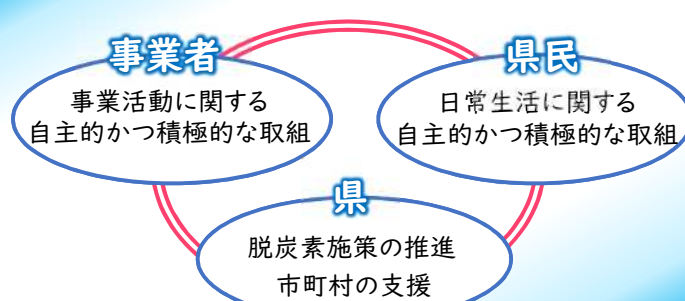 事業者
事業活動に関する
自主的かつ積極的な取組
県民
日常生活に関する
自主的かつ積極的な取組
県
脱炭素施策の推進
市町村の支援